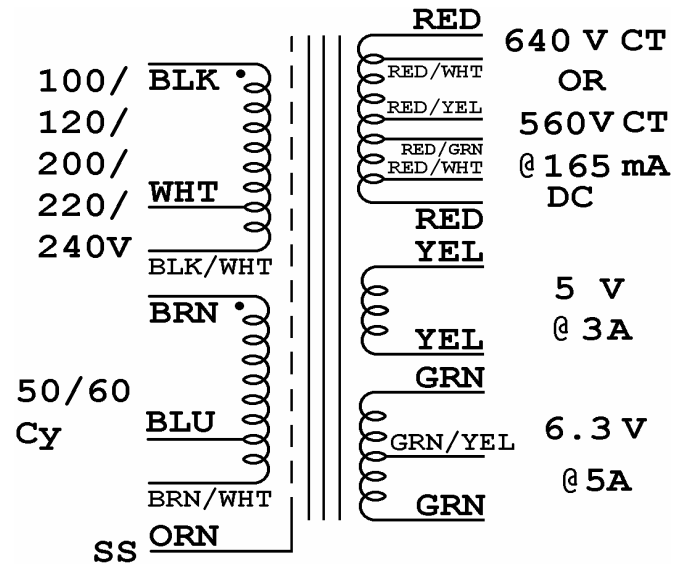 100/
120/
200/
220/
240V
BLK
WHT
BLK/WHT
50/60
Cy
BRN
BLU
BRN/WHT
SS ORN
RED
RED/WHT
RED/YEL
RED/GRN
RED/WHT
RED
640 V CT
OR
560V CT
@ 165 mA
DC
YEL
YEL
5 V
@ 3A
GRN
GRN/YEL
GRN
6.3 V
@ 5A